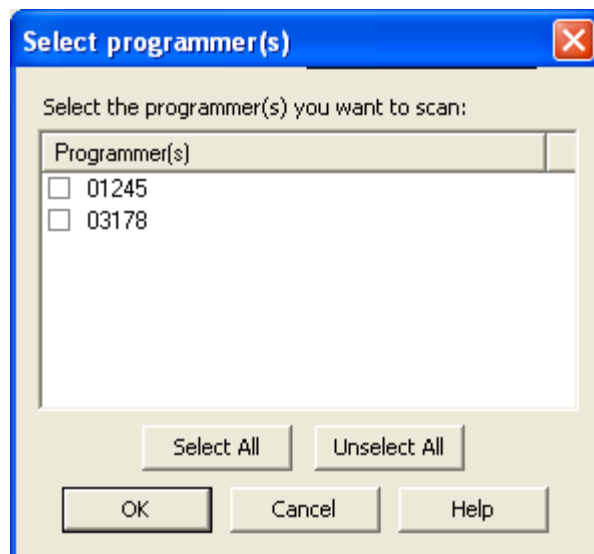 Select programmer(s)
Select the programmer(s) you want to scan:
Programmer(s)
01245
03178
Select All Unselect All
OK Cancel Help